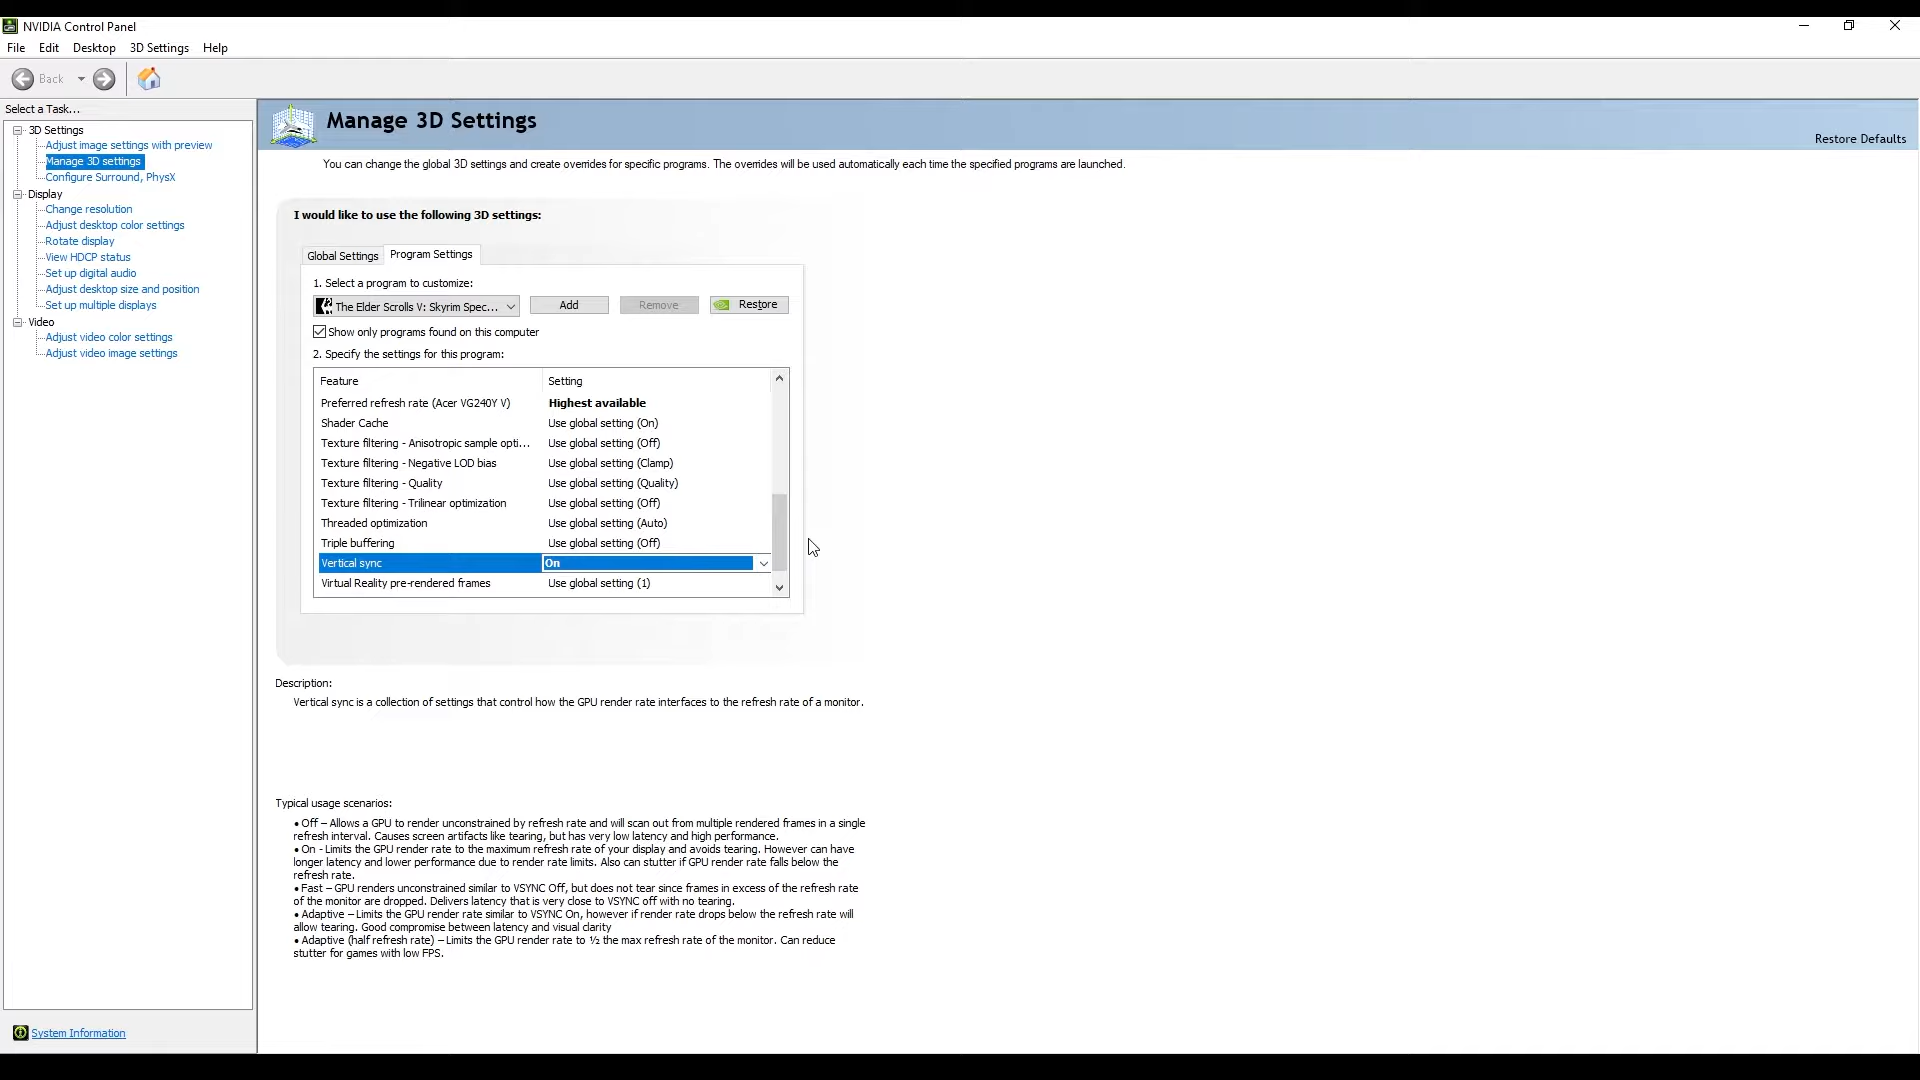 NVIDIA Control Panel
File Edit Desktop 3D Settings Help
Back
Select a Task...
3D Settings
Adjust image settings with preview
Manage 3D settings
Configure Surround, PhysX
Display
Change resolution
Adjust desktop color settings
Rotate display
View HDCP status
Set up digital audio
Adjust desktop size and position
Set up multiple displays
Video
Adjust video color settings
Adjust video image settings
System Information
Manage 3D Settings
Restore Defaults
You can change the global 3D settings and create overrides for specific programs. The overrides will be used automatically each time the specified programs are launched.
I would like to use the following 3D settings:
Global Settings Program Settings
1. Select a program to customize:
The Elder Scrolls V: Skyrim Spec... Add Remove Restore
Show only programs found on this computer
2. Specify the settings for this program:
Feature Setting
Preferred refresh rate (Acer VG240Y V) Highest available
Shader Cache Use global setting (On)
Texture filtering - Anisotropic sample opti... Use global setting (Off)
Texture filtering - Negative LOD bias Use global setting (Clamp)
Texture filtering - Quality Use global setting (Quality)
Texture filtering - Trilinear optimization Use global setting (Off)
Threaded optimization Use global setting (Auto)
Triple buffering Use global setting (Off)
Vertical sync On
Virtual Reality pre-rendered frames Use global setting (1)
Description:
Vertical sync is a collection of settings that control how the GPU render rate interfaces to the refresh rate of a monitor.
Typical usage scenarios:
• Off – Allows a GPU to render unconstrained by refresh rate and will scan out from multiple rendered frames in a single
refresh interval. Causes screen artifacts like tearing, but has very low latency and high performance.
• On - Limits the GPU render rate to the maximum refresh rate of your display and avoids tearing. However can have
longer latency and lower performance due to render rate limits. Also can stutter if GPU render rate falls below the
refresh rate.
• Fast – GPU renders unconstrained similar to VSYNC Off, but does not tear since frames in excess of the refresh rate
of the monitor are dropped. Delivers latency that is very close to VSYNC off with no tearing.
• Adaptive – Limits the GPU render rate similar to VSYNC On, however if render rate drops below the refresh rate will
allow tearing. Good compromise between latency and visual clarity
• Adaptive (half refresh rate) – Limits the GPU render rate to ½ the max refresh rate of the monitor. Can reduce
stutter for games with low FPS.